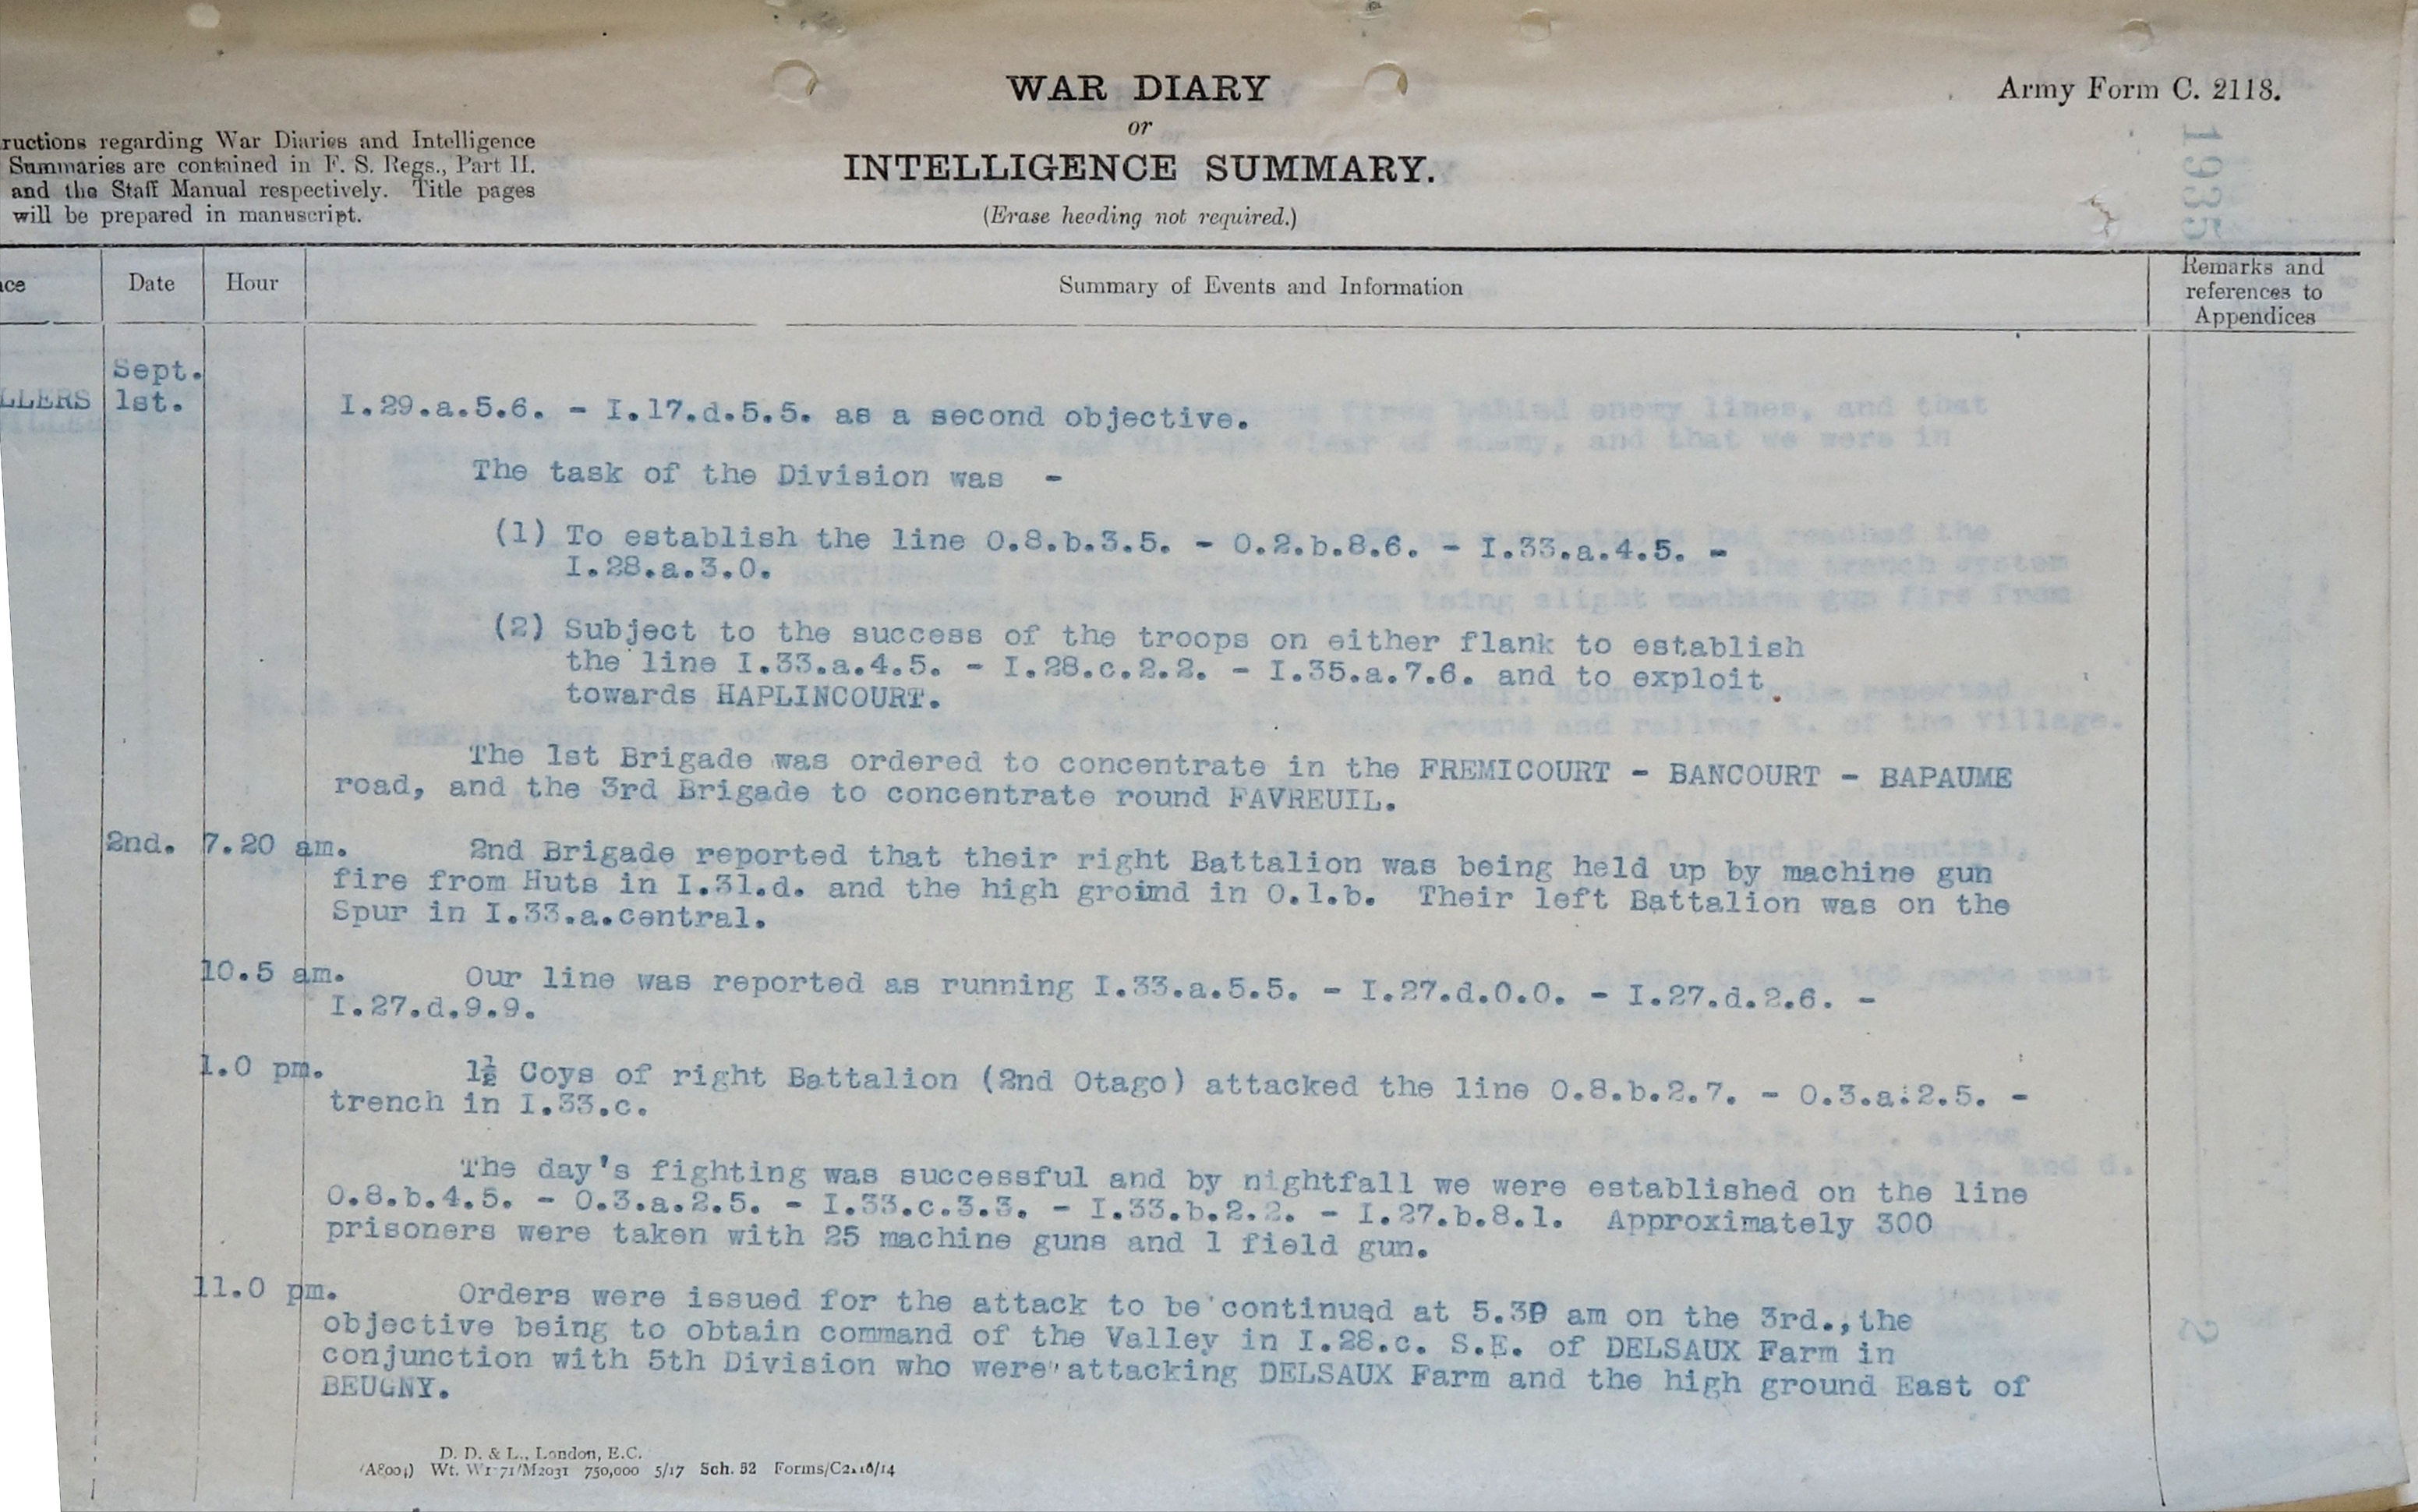 WAR DIARY
or
INTELLIGENCE SUMMARY.
(Erase heading not required.)
Army Form C. 2118.
ructions regarding War Diaries and Intelligence
Summaries are contained in F. S. Regs., Part II.
and the Staff Manual respectively. Title pages
will be prepared in manuscript.
ace Date Hour Summary of Events and Information Remarks and
references to
Appendices
Sept.
LLERS 1st. I.29.a.5.6. - I.17.d.5.5. as a second objective.
The task of the Division was -
(1) To establish the line O.8.b.3.5. - O.2.b.8.6. - I.33.a.4.5. -
I.28.a.3.0.
(2) Subject to the success of the troops on either flank to establish
the line I.33.a.4.5. - I.28.c.2.2. - I.35.a.7.6. and to exploit
towards HAPLINCOURT.
The 1st Brigade was ordered to concentrate in the FREMICOURT - BANCOURT - BAPAUME
road, and the 3rd Brigade to concentrate round FAVREUIL.
2nd. 7.20 am. 2nd Brigade reported that their right Battalion was being held up by machine gun
fire from Huts in I.31.d. and the high groind in O.1.b. Their left Battalion was on the
Spur in I.33.a.central.
10.5 am. Our line was reported as running I.33.a.5.5. - I.27.d.0.0. - I.27.d.2.6. -
I.27.d.9.9.
1.0 pm. 1½ Coys of right Battalion (2nd Otago) attacked the line O.8.b.2.7. - O.3.a.2.5. -
trench in I.33.c.
The day's fighting was successful and by nightfall we were established on the line
O.8.b.4.5. - O.3.a.2.5. - I.33.c.3.3. - I.33.b.2.2. - I.27.b.8.1. Approximately 300
prisoners were taken with 25 machine guns and 1 field gun.
11.0 pm. Orders were issued for the attack to be continued at 5.30 am on the 3rd., the
objective being to obtain command of the Valley in I.28.c. S.E. of DELSAUX Farm in
conjunction with 5th Division who were attacking DELSAUX Farm and the high ground East of
BEUGNY.
D. D. & L., London, E.C.
(A8004) Wt. W1771/M2031 750,000 5/17 Sch. 52 Forms/C2118/14